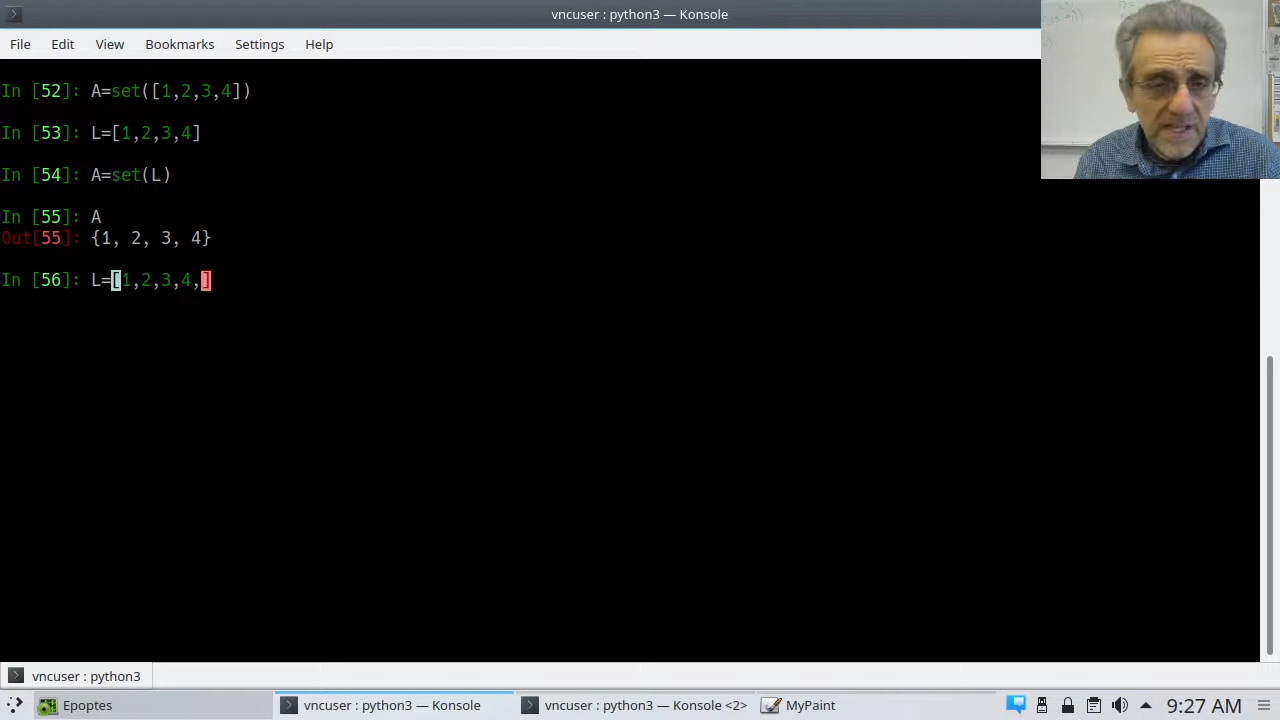 vncuser : python3 — Konsole
File Edit View Bookmarks Settings Help
In [52]: A=set([1,2,3,4])
In [53]: L=[1,2,3,4]
In [54]: A=set(L)
In [55]: A
Out[55]: {1, 2, 3, 4}
In [56]: L=[1,2,3,4,]
vncuser : python3
Epoptes vncuser : python3 — Konsole vncuser : python3 — Konsole <2> MyPaint 9:27 AM